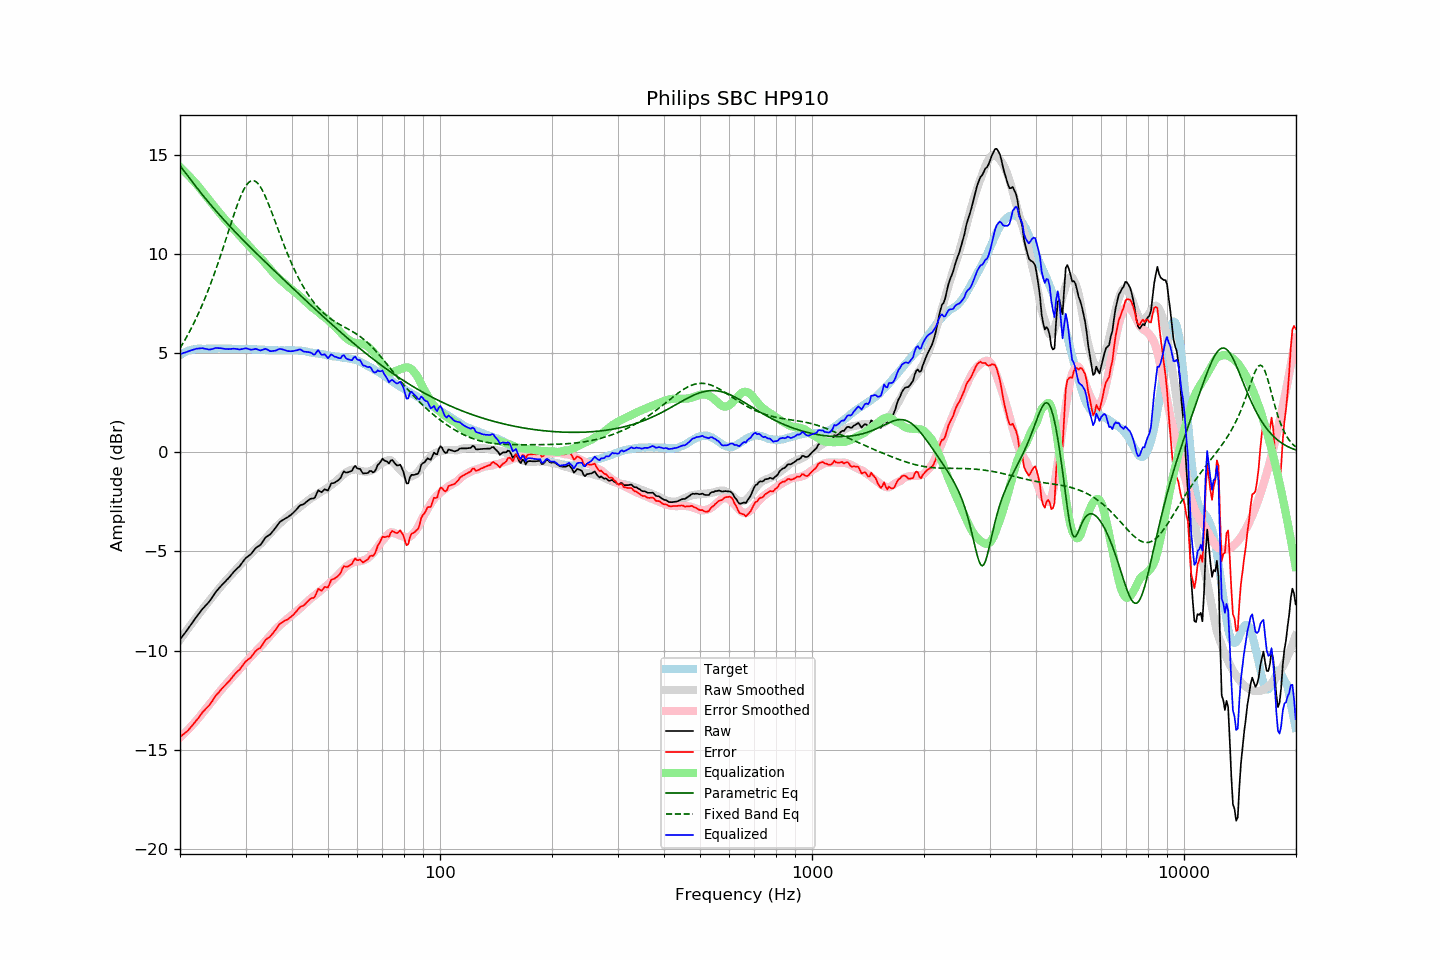 Philips SBC HP910
Amplitude (dBr)
15
10
5
0
−5
−10
−15
−20
Target
Raw Smoothed
Error Smoothed
Raw
Error
Equalization
Parametric Eq
Fixed Band Eq
Equalized
100
1000
10000
Frequency (Hz)